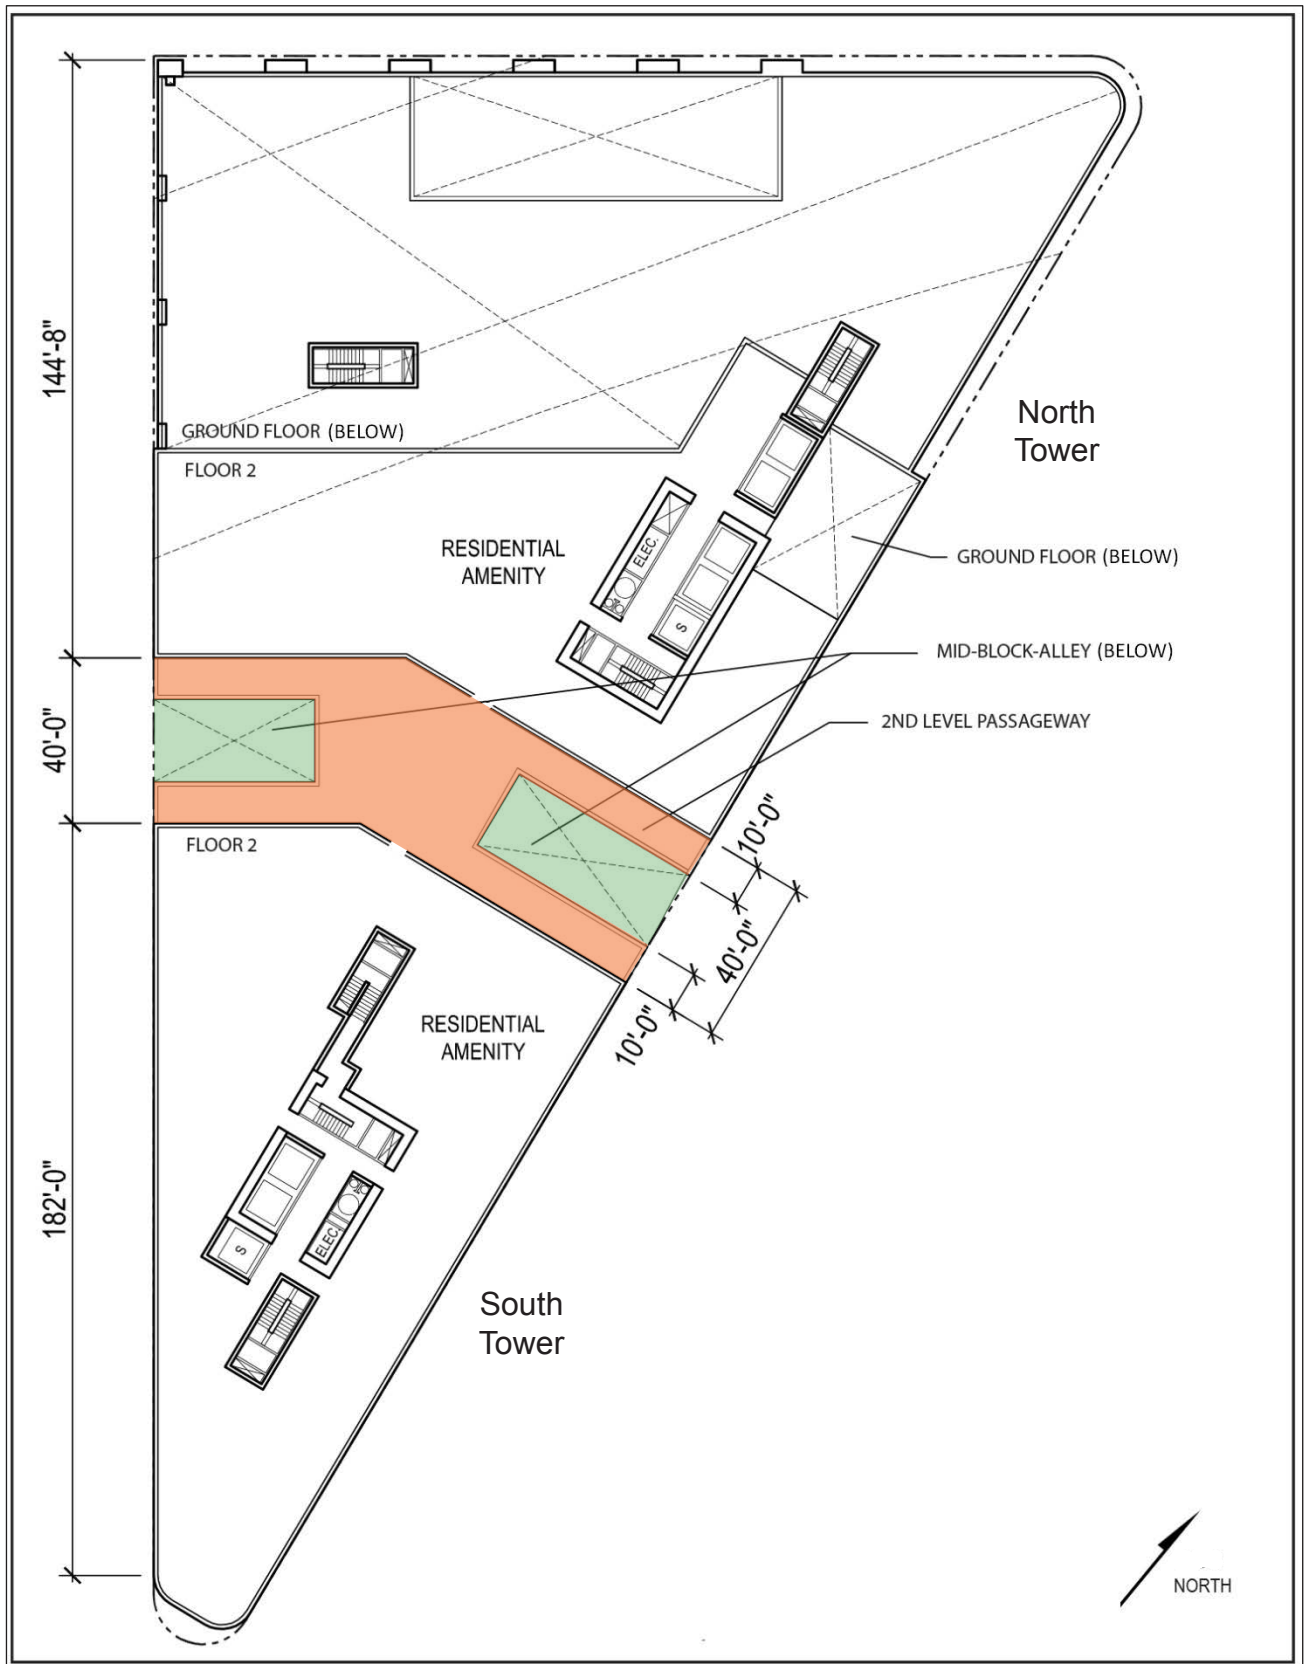 144'-8"
GROUND FLOOR (BELOW)
FLOOR 2
North
Tower
RESIDENTIAL
AMENITY
ELEC.
S
GROUND FLOOR (BELOW)
MID-BLOCK-ALLEY (BELOW)
2ND LEVEL PASSAGEWAY
40'-0"
10'-0"
40'-0"
10'-0"
FLOOR 2
RESIDENTIAL
AMENITY
182'-0"
S
ELEC.
South
Tower
NORTH